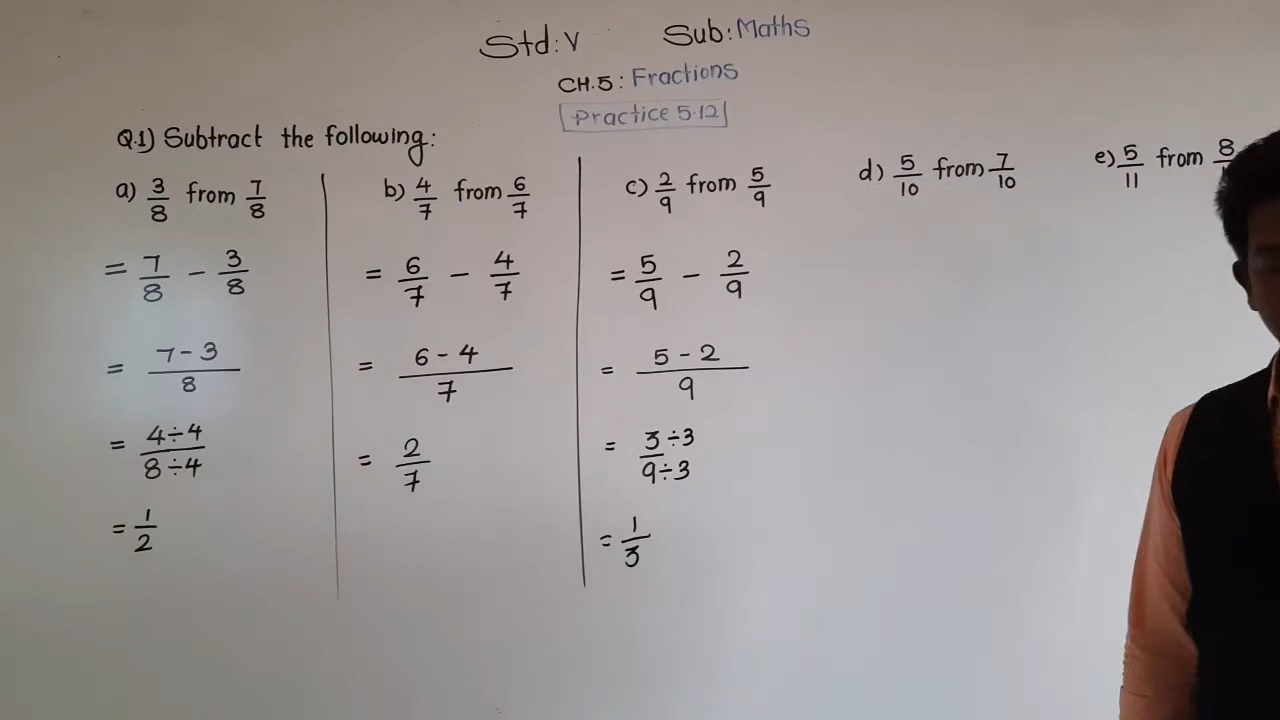 Std: V Sub: Maths
CH.5: Fractions
Practice 5.12
Q.1) Subtract the following:
a) 3/8 from 7/8
= 7/8 - 3/8
= 7-3/8
= 4÷4/8÷4
= 1/2
b) 4/7 from 6/7
= 6/7 - 4/7
= 6-4/7
= 2/7
c) 2/9 from 5/9
= 5/9 - 2/9
= 5-2/9
= 3÷3/9÷3
= 1/3
d) 5/10 from 7/10
e) 5/11 from 8